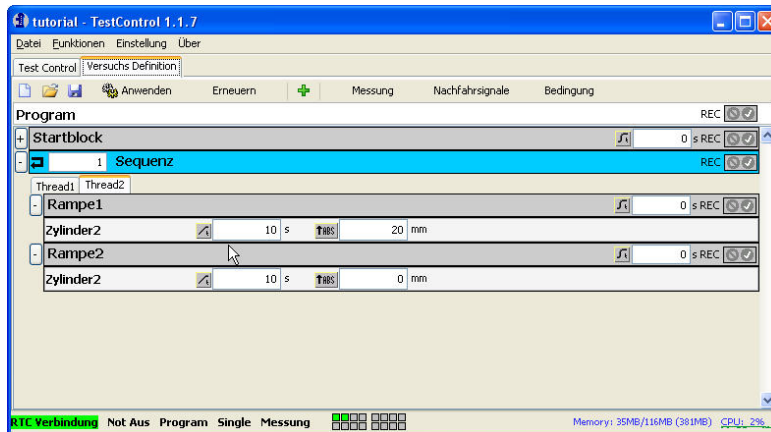 tutorial - TestControl 1.1.7
Datei Funktionen Einstellung Über
Test Control Versuchs Definition
Anwenden Erneuern Messung Nachfahrsignale Bedingung
Program REC
+ Startblock 0 s REC
- 1 Sequenz REC
Thread1 Thread2
- Rampe1 0 s REC
Zylinder2 10 s ABS 20 mm
- Rampe2 0 s REC
Zylinder2 10 s ABS 0 mm
RTC Verbindung Not Aus Program Single Messung Memory: 35MB/116MB (381MB) CPU: 2%